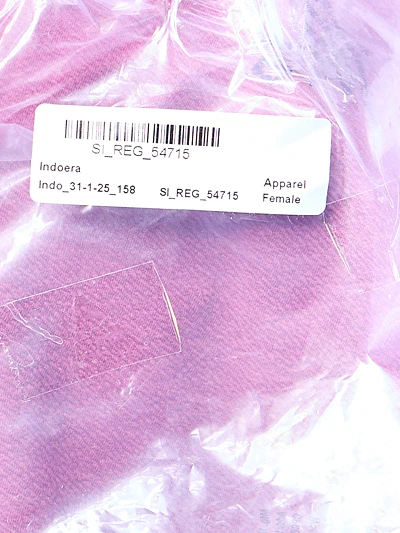 SI_REG_54715
Indoera
Indo_31-1-25_158 SI_REG_54715 Apparel
Female